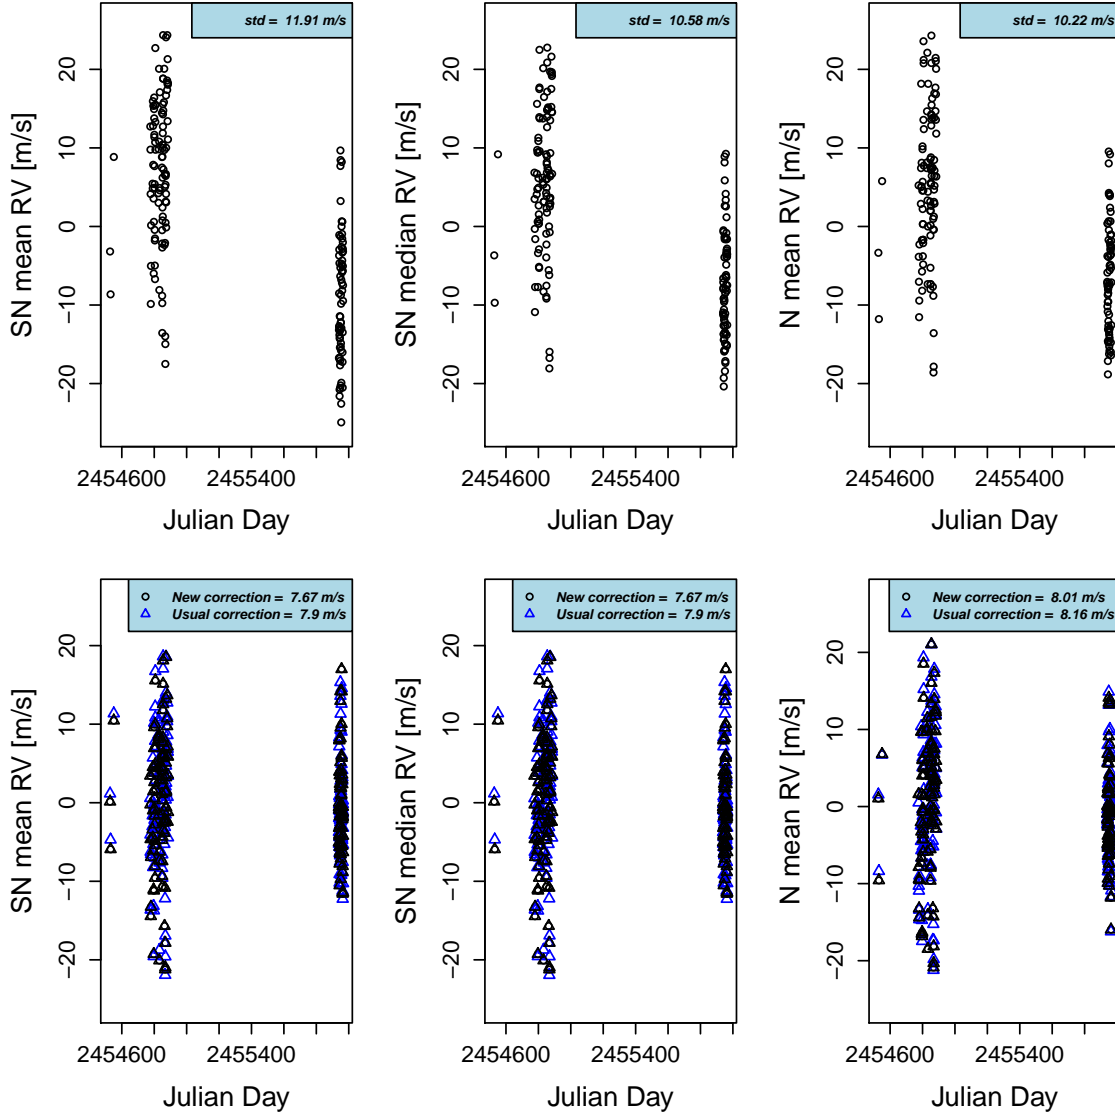 std = 11.91 m/s
20
10
0
−10
−20
SN mean RV [m/s]
2454600
2455400
Julian Day
std = 10.58 m/s
20
10
0
−10
−20
SN median RV [m/s]
2454600
2455400
Julian Day
std = 10.22 m/s
20
10
0
−10
−20
N mean RV [m/s]
2454600
2455400
Julian Day
New correction = 7.67 m/s
Usual correction = 7.9 m/s
20
10
0
−10
−20
SN mean RV [m/s]
2454600
2455400
Julian Day
New correction = 7.67 m/s
Usual correction = 7.9 m/s
20
10
0
−10
−20
SN median RV [m/s]
2454600
2455400
Julian Day
New correction = 8.01 m/s
Usual correction = 8.16 m/s
20
10
0
−10
−20
N mean RV [m/s]
2454600
2455400
Julian Day